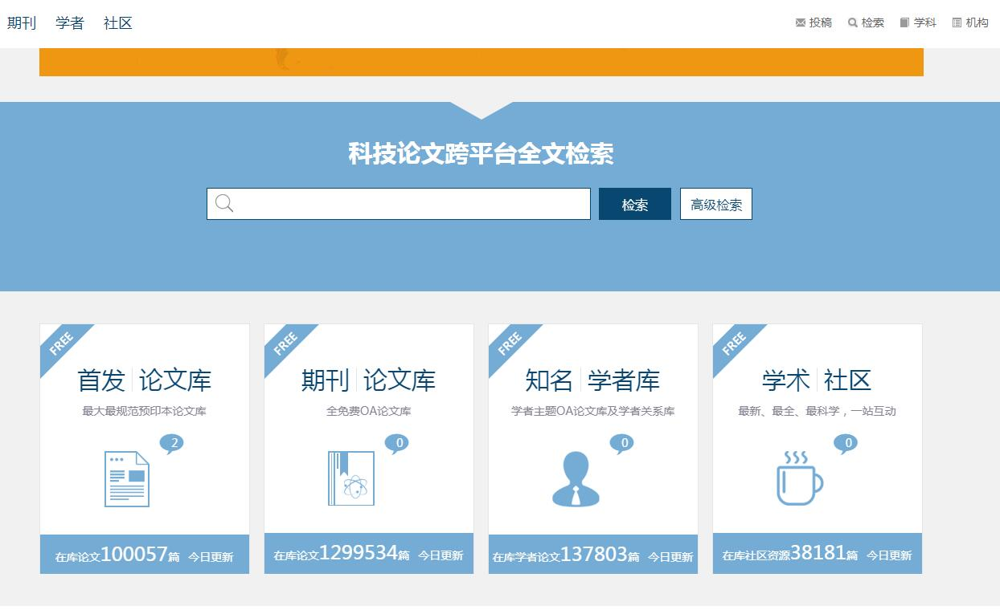 期刊 学者 社区 投稿 检索 学科 机构
科技论文跨平台全文检索
检索 高级检索
FREE
首发 论文库
最大最规范预印本论文库
2
在库论文100057篇 今日更新
FREE
期刊 论文库
全免费OA论文库
0
在库论文1299534篇 今日更新
FREE
知名 学者库
学者主题OA论文库及学者关系库
0
在库学者论文137803篇 今日更新
FREE
学术 社区
最新、最全、最科学，一站互动
0
在库社区资源38181篇 今日更新